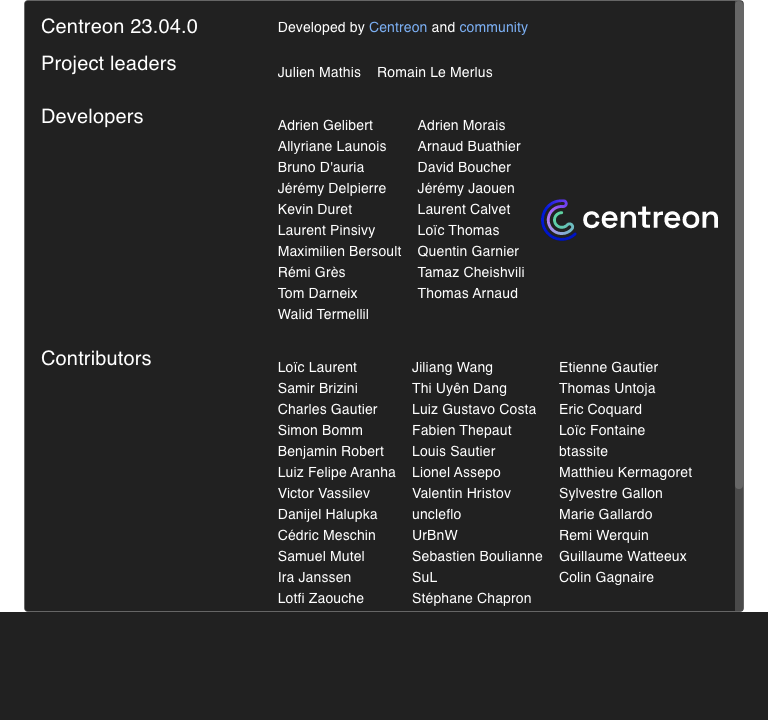 Centreon 23.04.0
Developed by Centreon and community
Project leaders
Julien Mathis Romain Le Merlus
Developers
Adrien Gelibert Adrien Morais
Allyriane Launois Arnaud Buathier
Bruno D'auria David Boucher
Jérémy Delpierre Jérémy Jaouen
Kevin Duret Laurent Calvet
Laurent Pinsivy Loïc Thomas
Maximilien Bersoult Quentin Garnier
Rémi Grès Tamaz Cheishvili
Tom Darneix Thomas Arnaud
Walid Termellil
centreon
Contributors
Loïc Laurent Jiliang Wang Etienne Gautier
Samir Brizini Thi Uyên Dang Thomas Untoja
Charles Gautier Luiz Gustavo Costa Eric Coquard
Simon Bomm Fabien Thepaut Loïc Fontaine
Benjamin Robert Louis Sautier btassite
Luiz Felipe Aranha Lionel Assepo Matthieu Kermagoret
Victor Vassilev Valentin Hristov Sylvestre Gallon
Danijel Halupka uncleflo Marie Gallardo
Cédric Meschin UrBnW Remi Werquin
Samuel Mutel Sebastien Boulianne Guillaume Watteeux
Ira Janssen SuL Colin Gagnaire
Lotfi Zaouche Stéphane Chapron